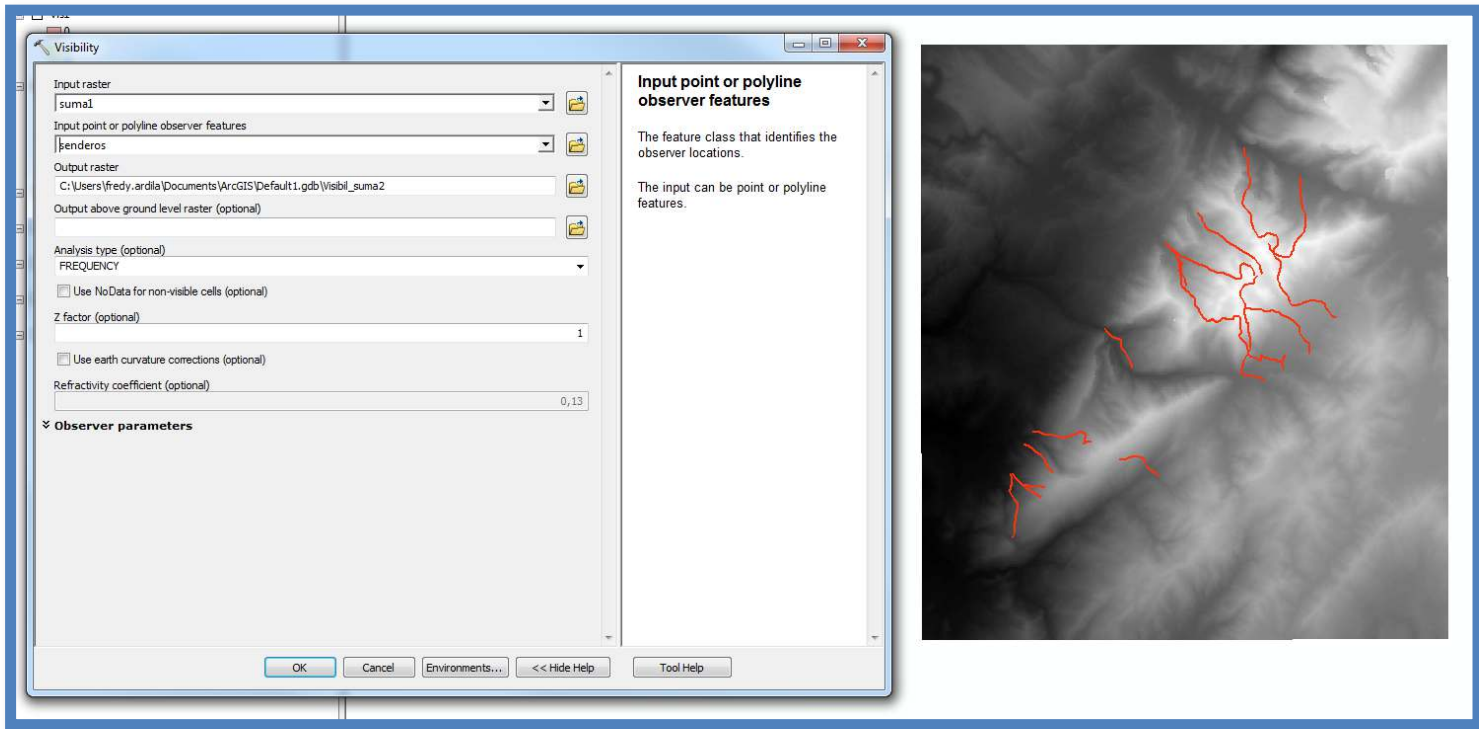 Visibility
Input raster
suma1
Input point or polyline observer features
senderos
Output raster
C:\Users\fredy.ardila\Documents\ArcGIS\Default1.gdb\Visibil_suma2
Output above ground level raster (optional)
Analysis type (optional)
FREQUENCY
Use NoData for non-visible cells (optional)
Z factor (optional)
1
Use earth curvature corrections (optional)
Refractivity coefficient (optional)
0,13
Observer parameters
Input point or polyline
observer features
The feature class that identifies the
observer locations.
The input can be point or polyline
features.
OK
Cancel
Environments...
<< Hide Help
Tool Help